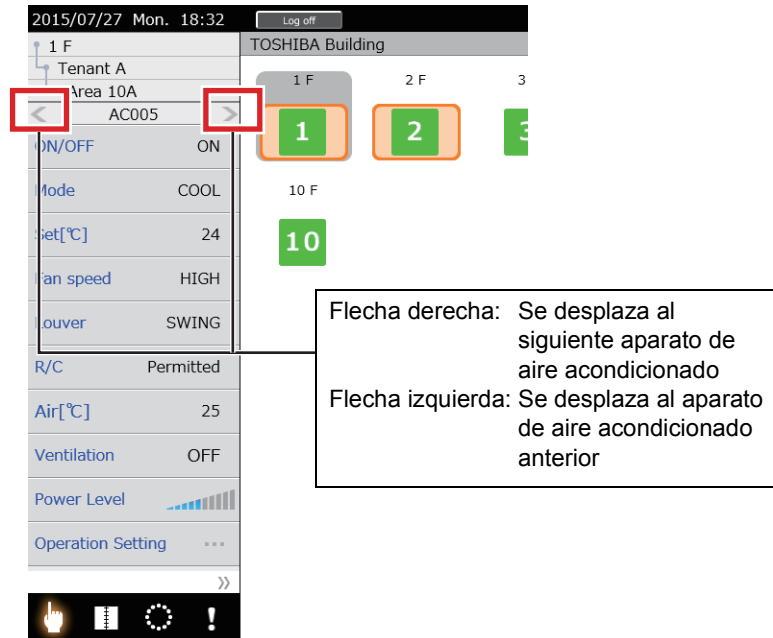 2015/07/27 Mon. 18:32 Log off
1 F
TOSHIBA Building
Tenant A
Area 10A
AC005
1 F 2 F 3
1 2
ON/OFF ON
Mode COOL
10 F
Set[℃] 24
10
Fan speed HIGH
Louver SWING
R/C Permitted
Air[℃] 25
Ventilation OFF
Power Level
Operation Setting ...
»
Flecha derecha: Se desplaza al
siguiente aparato de
aire acondicionado
Flecha izquierda: Se desplaza al aparato
de aire acondicionado
anterior